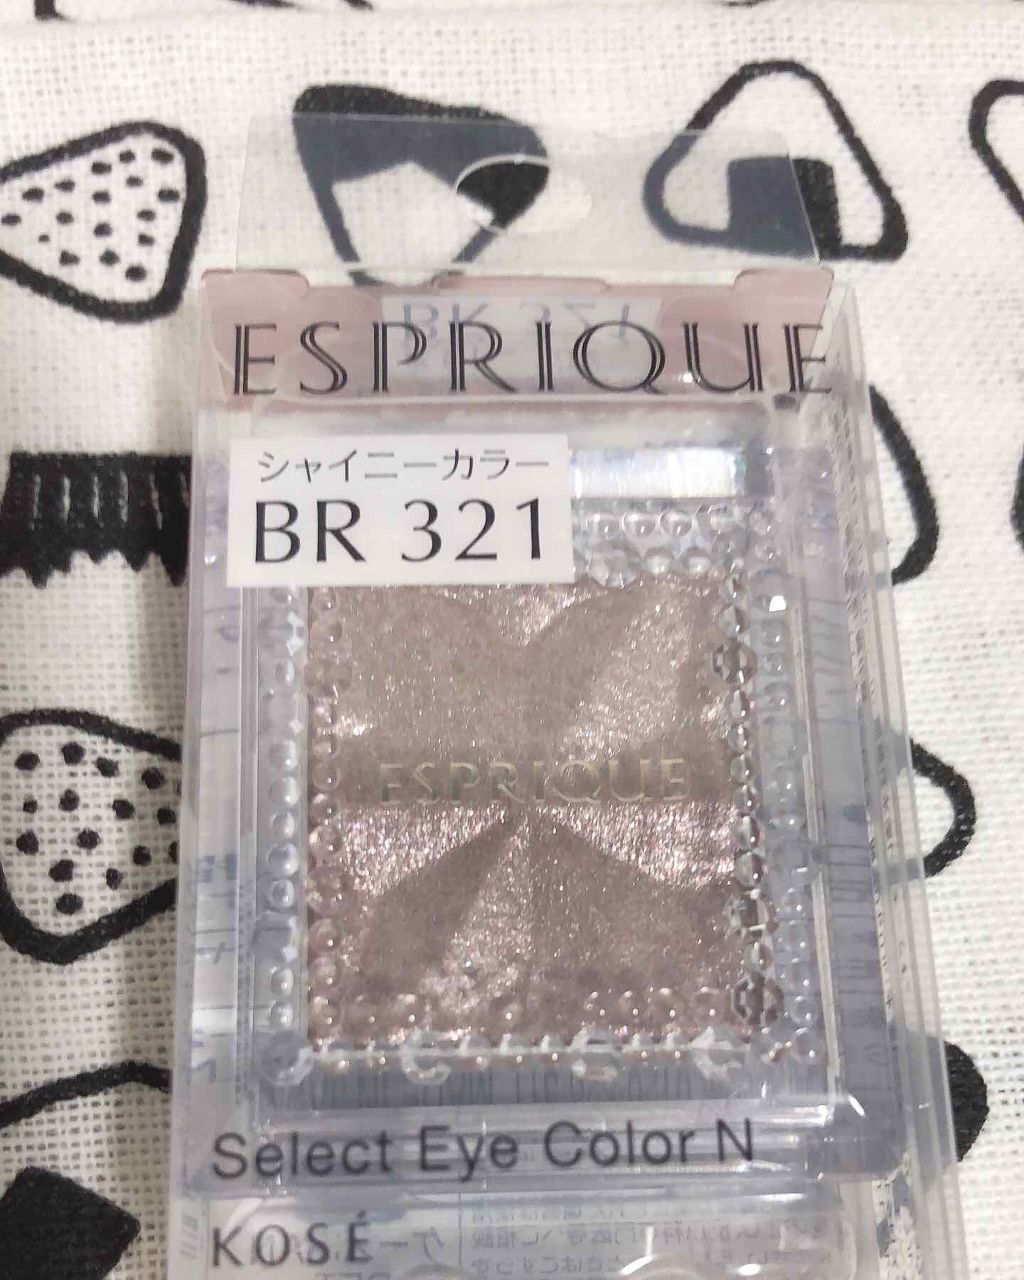 ESPRIQUE
シャイニーカラー
BR 321
ESPRIQUE
Select Eye Color N
KOSÉ